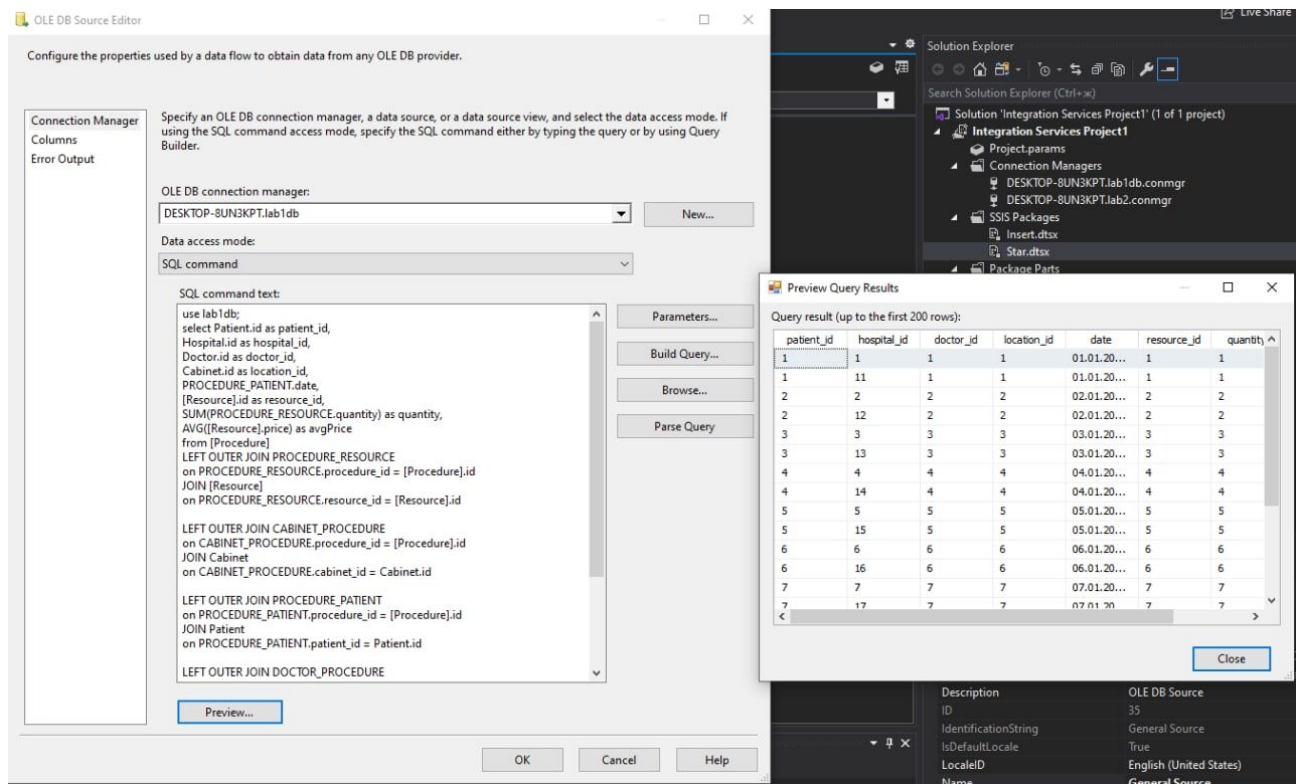 OLE DB Source Editor
Configure the properties used by a data flow to obtain data from any OLE DB provider.
Connection Manager
Columns
Error Output
Specify an OLE DB connection manager, a data source, or a data source view, and select the data access mode. If
using the SQL command access mode, specify the SQL command either by typing the query or by using Query
Builder.
OLE DB connection manager:
DESKTOP-8UN3KPT.lab1db
New...
Data access mode:
SQL command
SQL command text:
use lab1db;
select Patient.id as patient_id,
Hospital.id as hospital_id,
Doctor.id as doctor_id,
Cabinet.id as location_id,
PROCEDURE_PATIENT.date,
[Resource].id as resource_id,
SUM(PROCEDURE_RESOURCE.quantity) as quantity,
AVG([Resource].price) as avgPrice
from [Procedure]
LEFT OUTER JOIN PROCEDURE_RESOURCE
on PROCEDURE_RESOURCE.procedure_id = [Procedure].id
JOIN [Resource]
on PROCEDURE_RESOURCE.resource_id = [Resource].id
LEFT OUTER JOIN CABINET_PROCEDURE
on CABINET_PROCEDURE.procedure_id = [Procedure].id
JOIN Cabinet
on CABINET_PROCEDURE.cabinet_id = Cabinet.id
LEFT OUTER JOIN PROCEDURE_PATIENT
on PROCEDURE_PATIENT.procedure_id = [Procedure].id
JOIN Patient
on PROCEDURE_PATIENT.patient_id = Patient.id
LEFT OUTER JOIN DOCTOR_PROCEDURE
Parameters...
Build Query...
Browse...
Parse Query
Preview...
OK Cancel Help
Live Share
Solution Explorer
Search Solution Explorer (Ctrl+ж)
Solution 'Integration Services Project1' (1 of 1 project)
Integration Services Project1
Project.params
Connection Managers
DESKTOP-8UN3KPT.lab1db.conmgr
DESKTOP-8UN3KPT.lab2.conmgr
SSIS Packages
Insert.dtsx
Star.dtsx
Package Parts
Preview Query Results
Query result (up to the first 200 rows):
patient_id hospital_id doctor_id location_id date resource_id quantity
1 1 1 1 01.01.20... 1 1
1 11 1 1 01.01.20... 1 1
2 2 2 2 02.01.20... 2 2
2 12 2 2 02.01.20... 2 2
3 3 3 3 03.01.20... 3 3
3 13 3 3 03.01.20... 3 3
4 4 4 4 04.01.20... 4 4
4 14 4 4 04.01.20... 4 4
5 5 5 5 05.01.20... 5 5
5 15 5 5 05.01.20... 5 5
6 6 6 6 06.01.20... 6 6
6 16 6 6 06.01.20... 6 6
7 7 7 7 07.01.20... 7 7
7 17 7 7 07.01.20... 7 7
Close
Description OLE DB Source
ID 35
IdentificationString General Source
IsDefaultLocale True
LocaleID English (United States)
Name General Source